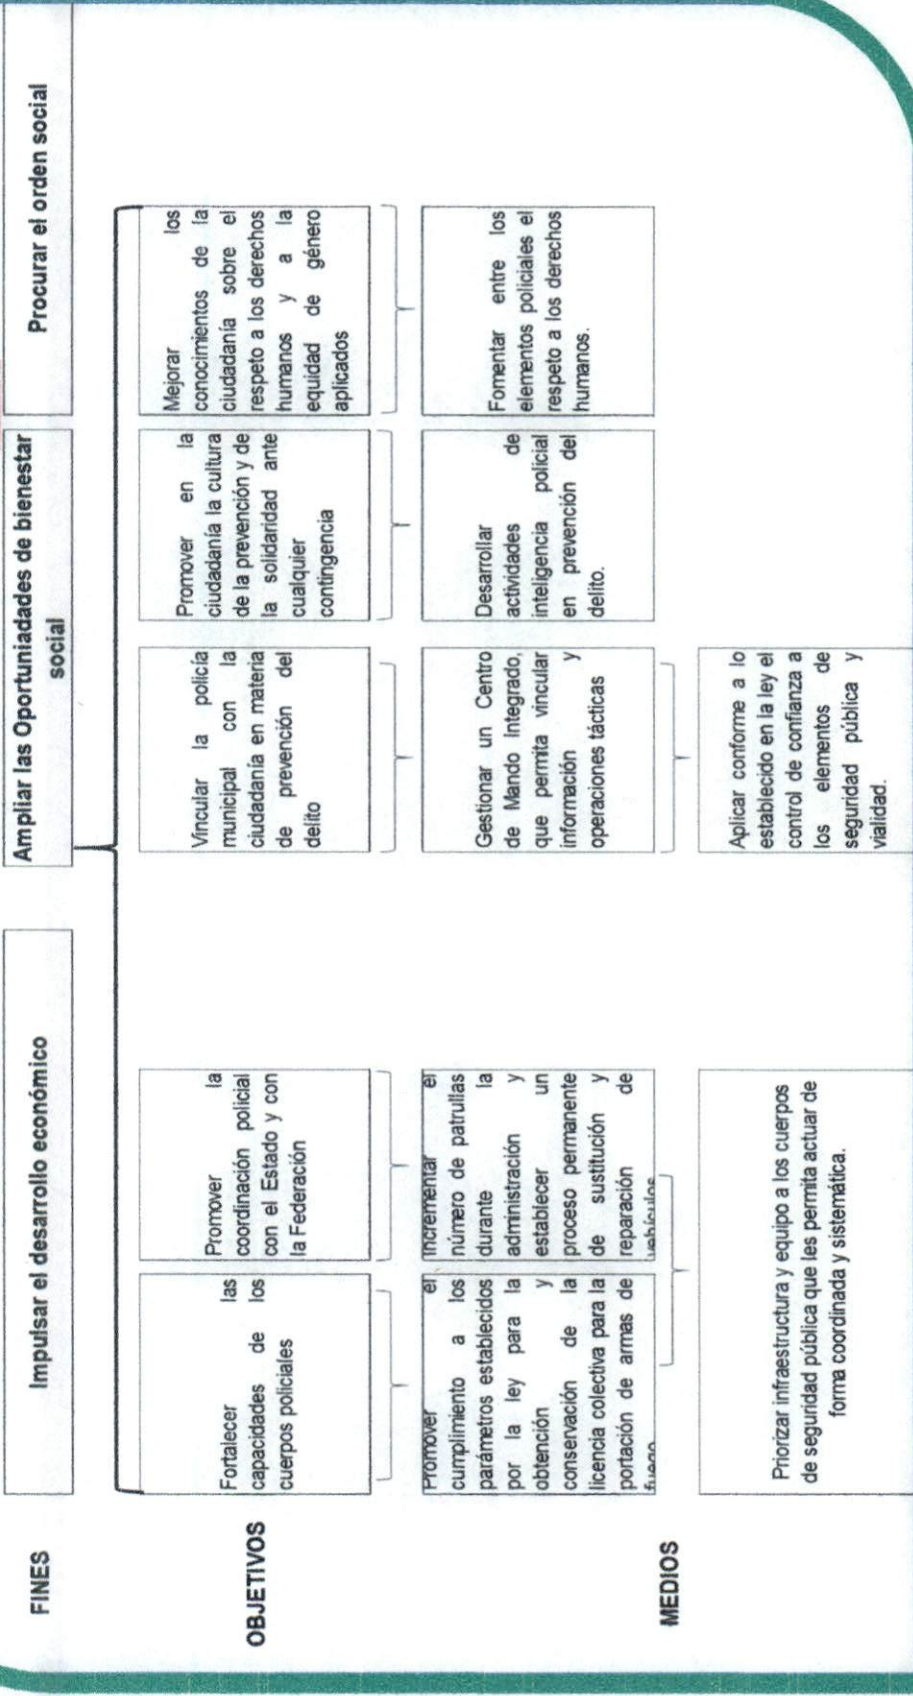 FINES
Impulsar el desarrollo económico
Ampliar las Oportuniadades de bienestar
social
Procurar el orden social
OBJETIVOS
Fortalecer las
capacidades de los
cuerpos policiales
Promover la
coordinación policial
con el Estado y con
la Federación
Vincular la policía
municipal con la
ciudadanía en materia
de prevención del
delito
Promover en la
ciudadanía la cultura
de la prevención y de
la solidaridad ante
cualquier
contingencia
Mejorar los
conocimientos de la
ciudadanía sobre el
respeto a los derechos
humanos y a la
equidad de género
aplicados
MEDIOS
Promover el
cumplimiento a los
parámetros establecidos
por la ley para la
obtención y
conservación de la
licencia colectiva para la
portación de armas de
fuego
Incrementar el
número de patrullas
durante la
administración y
establecer un
proceso permanente
de sustitución y
reparación de
vehículos
Gestionar un Centro
de Mando Integrado,
que permita vincular
información y
operaciones tácticas
Desarrollar
actividades de
inteligencia policial
en prevención del
delito.
Fomentar entre los
elementos policiales el
respeto a los derechos
humanos.
Priorizar infraestructura y equipo a los cuerpos
de seguridad pública que les permita actuar de
forma coordinada y sistemática.
Aplicar conforme a lo
establecido en la ley el
control de confianza a
los elementos de
seguridad pública y
vialidad.